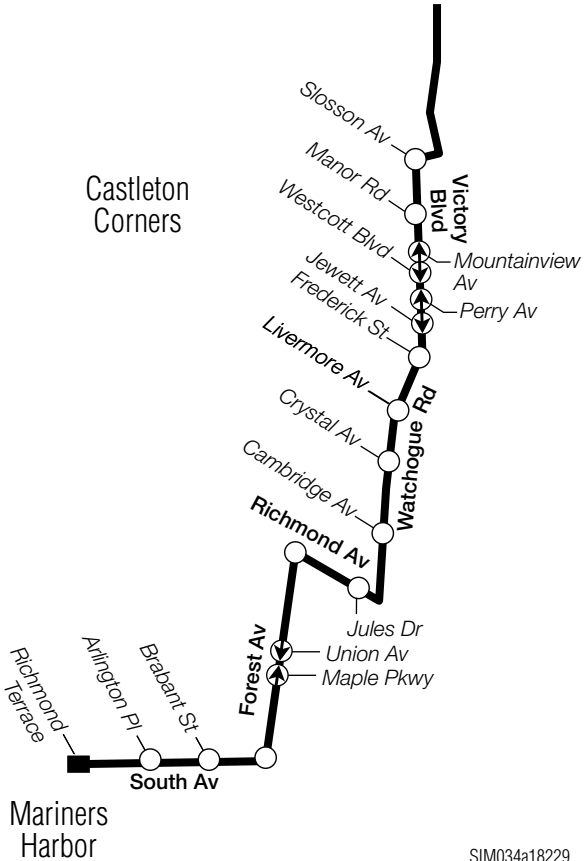 Slosson Av
Manor Rd
Victory
Blvd
Castleton
Corners
Westcott Blvd
Mountainview
Av
Jewett Av
Perry Av
Frederick St
Livermore Av
Watchogue Rd
Crystal Av
Cambridge Av
Richmond Av
Jules Dr
Union Av
Maple Pkwy
Forest Av
Brabant St
Arlington Pl
Richmond
Terrace
South Av
Mariners
Harbor
SIM034a18229